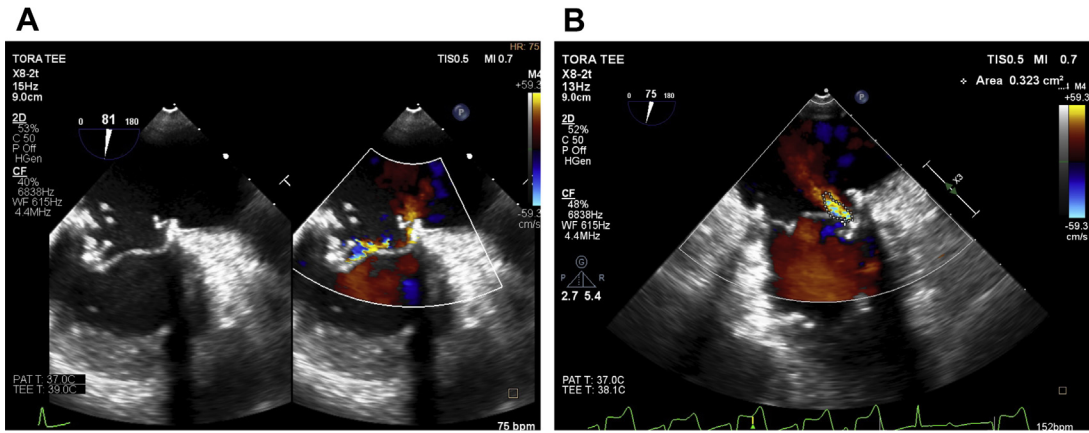 A
HR: 75
TORA TEE
X8-2t
15Hz
9.0cm
TIS0.5 MI 0.7
M4
+59.3
2D
53%
C 50
P Off
HGen
CF
40%
6838Hz
WF 615Hz
4.4MHz
0 81 180
P
-59.3
cm/s
PAT T: 37.0C
TEE T: 39.0C
75 bpm
B
TORA TEE
X8-2t
13Hz
9.0cm
TIS0.5 MI 0.7
Area 0.323 cm²
M4
+59.3
2D
52%
C 50
P Off
HGen
CF
48%
6838Hz
WF 615Hz
4.4MHz
0 75 180
P
X3
-59.3
cm/s
G
P R
2.7 5.4
PAT T: 37.0C
TEE T: 38.1C
152bpm